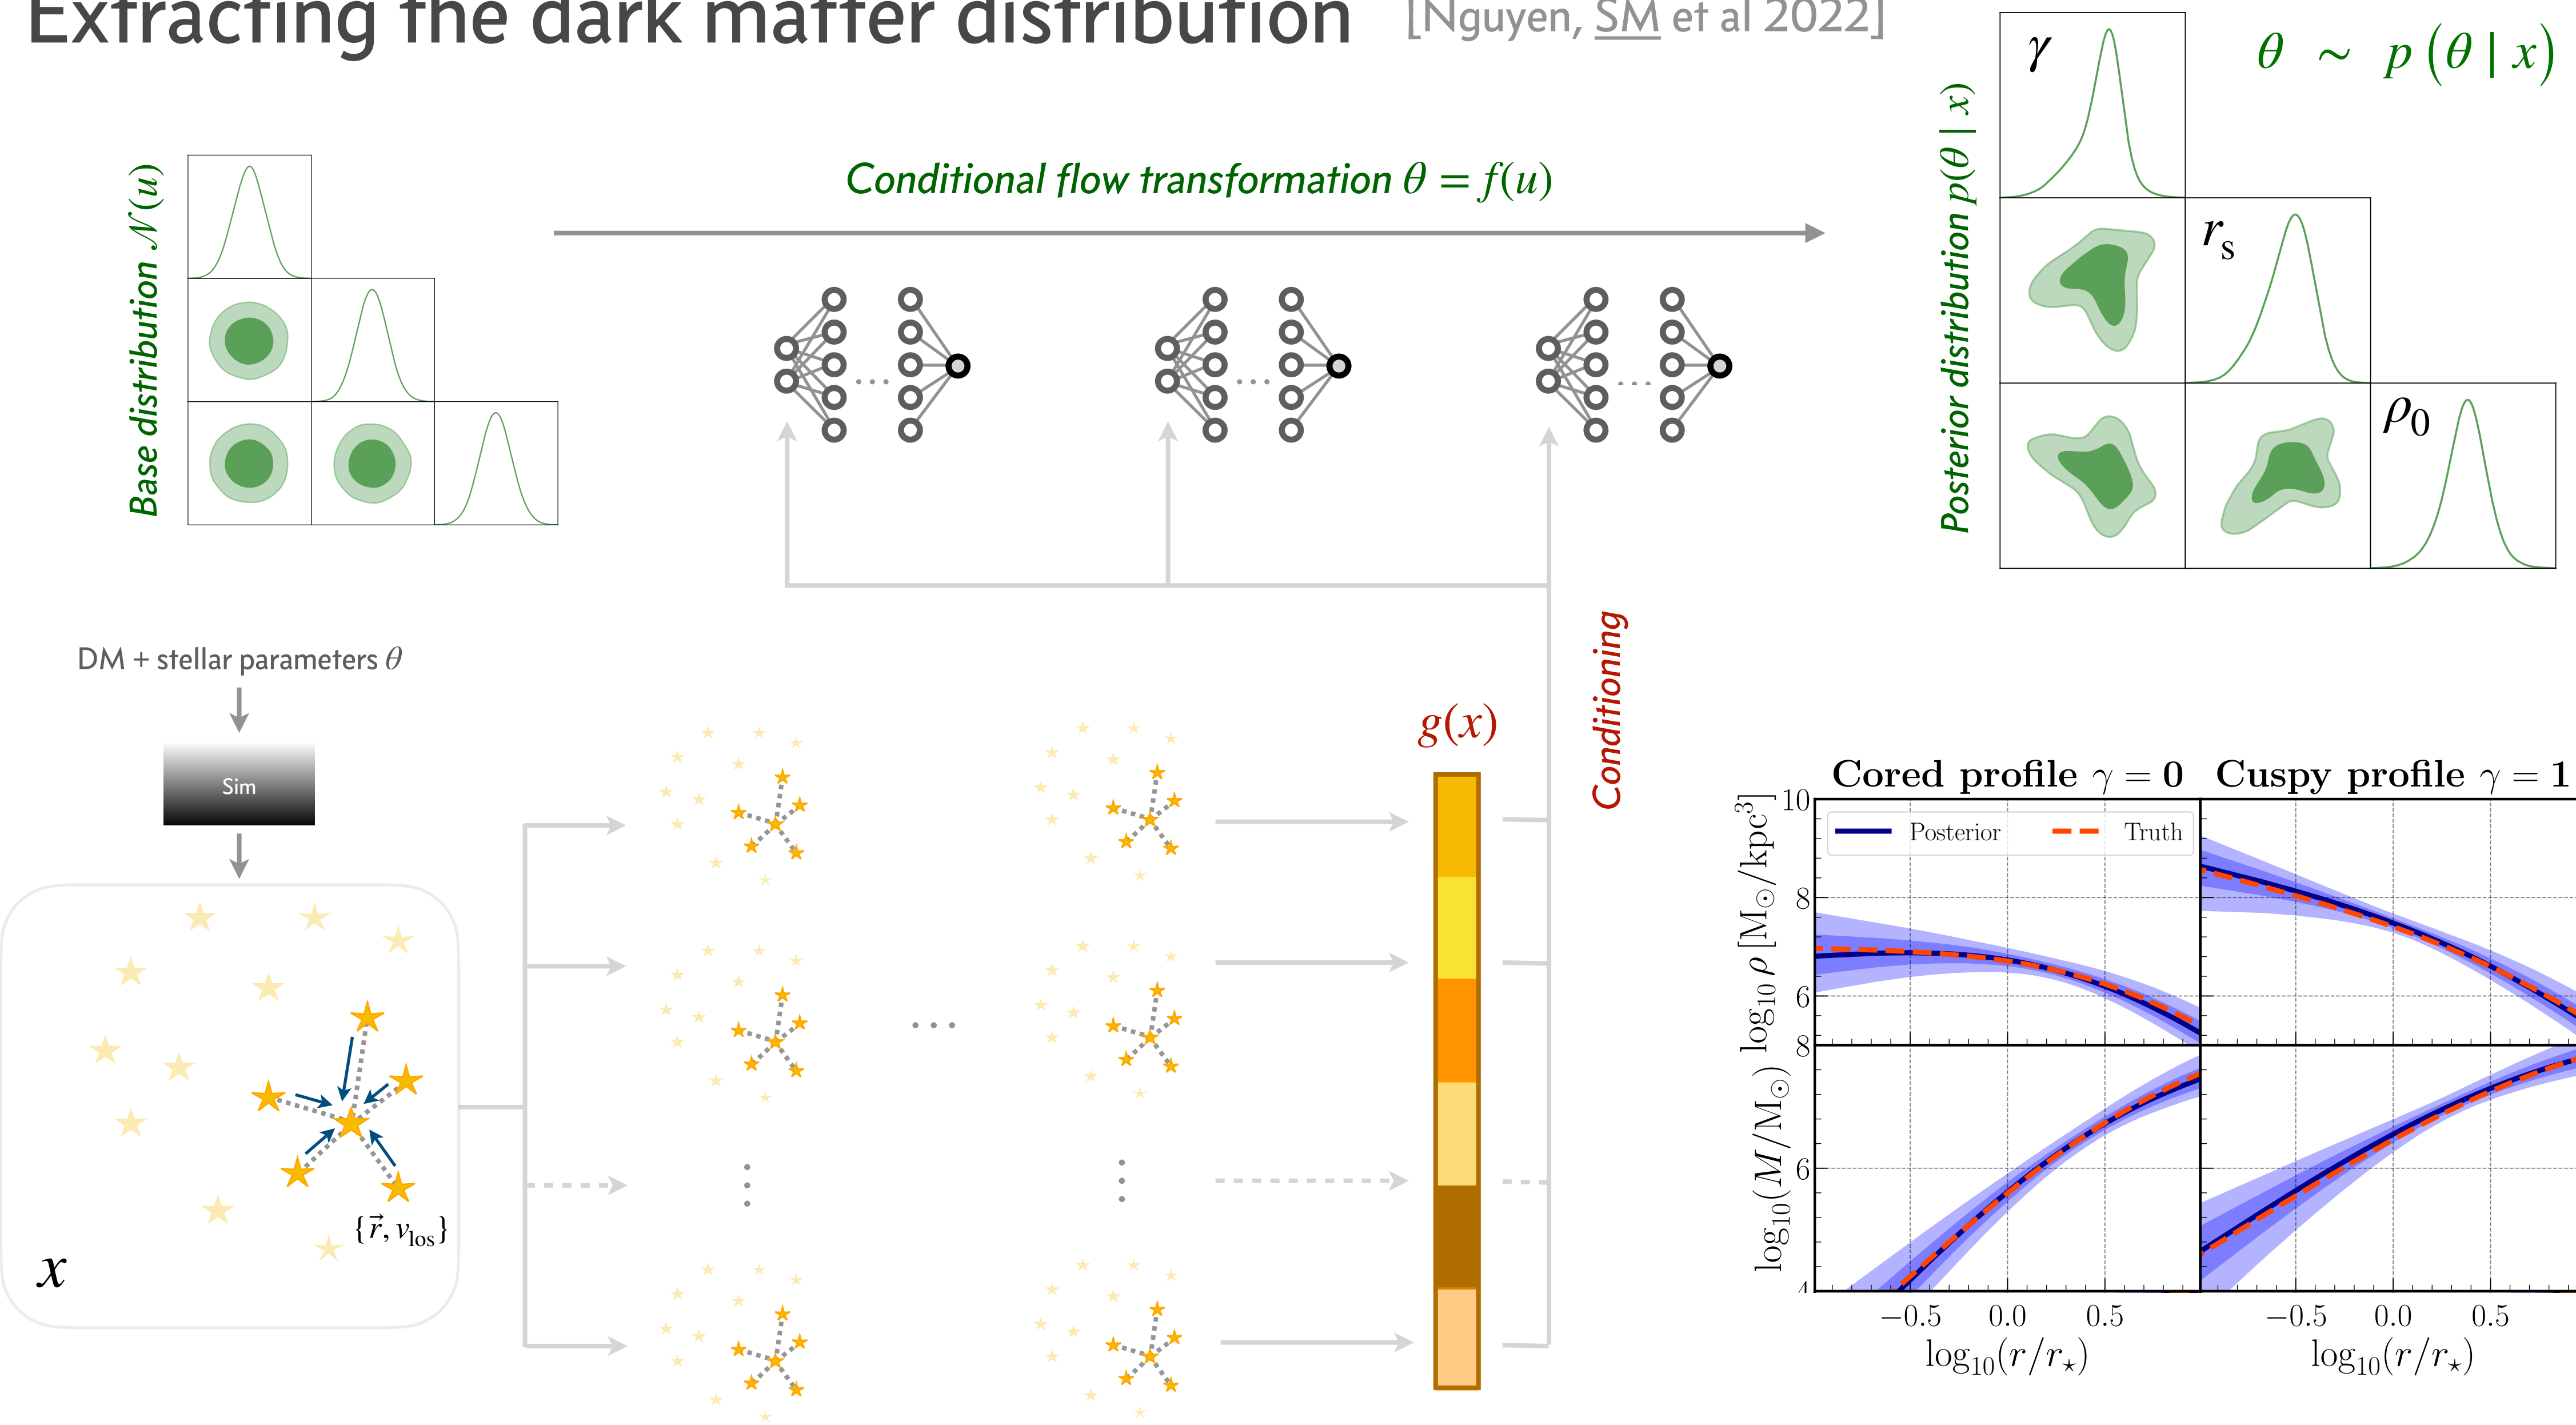 Extracting the dark matter distribution [Nguyen, SM et al 2022]
θ ~ p(θ | x)
Base distribution 𝒩(u)
Conditional flow transformation θ = f(u)
Posterior distribution p(θ | x)
γ
r_s
ρ_0
...
...
...
DM + stellar parameters θ
Sim
{r⃗, v_los}
x
...
g(x)
Conditioning
Cored profile γ = 0
Cuspy profile γ = 1
Posterior
Truth
log₁₀ ρ [M⊙/kpc³]
10
8
6
log₁₀(M/M⊙)
8
6
4
−0.5 0.0 0.5
−0.5 0.0 0.5
log₁₀(r/r⋆)
log₁₀(r/r⋆)